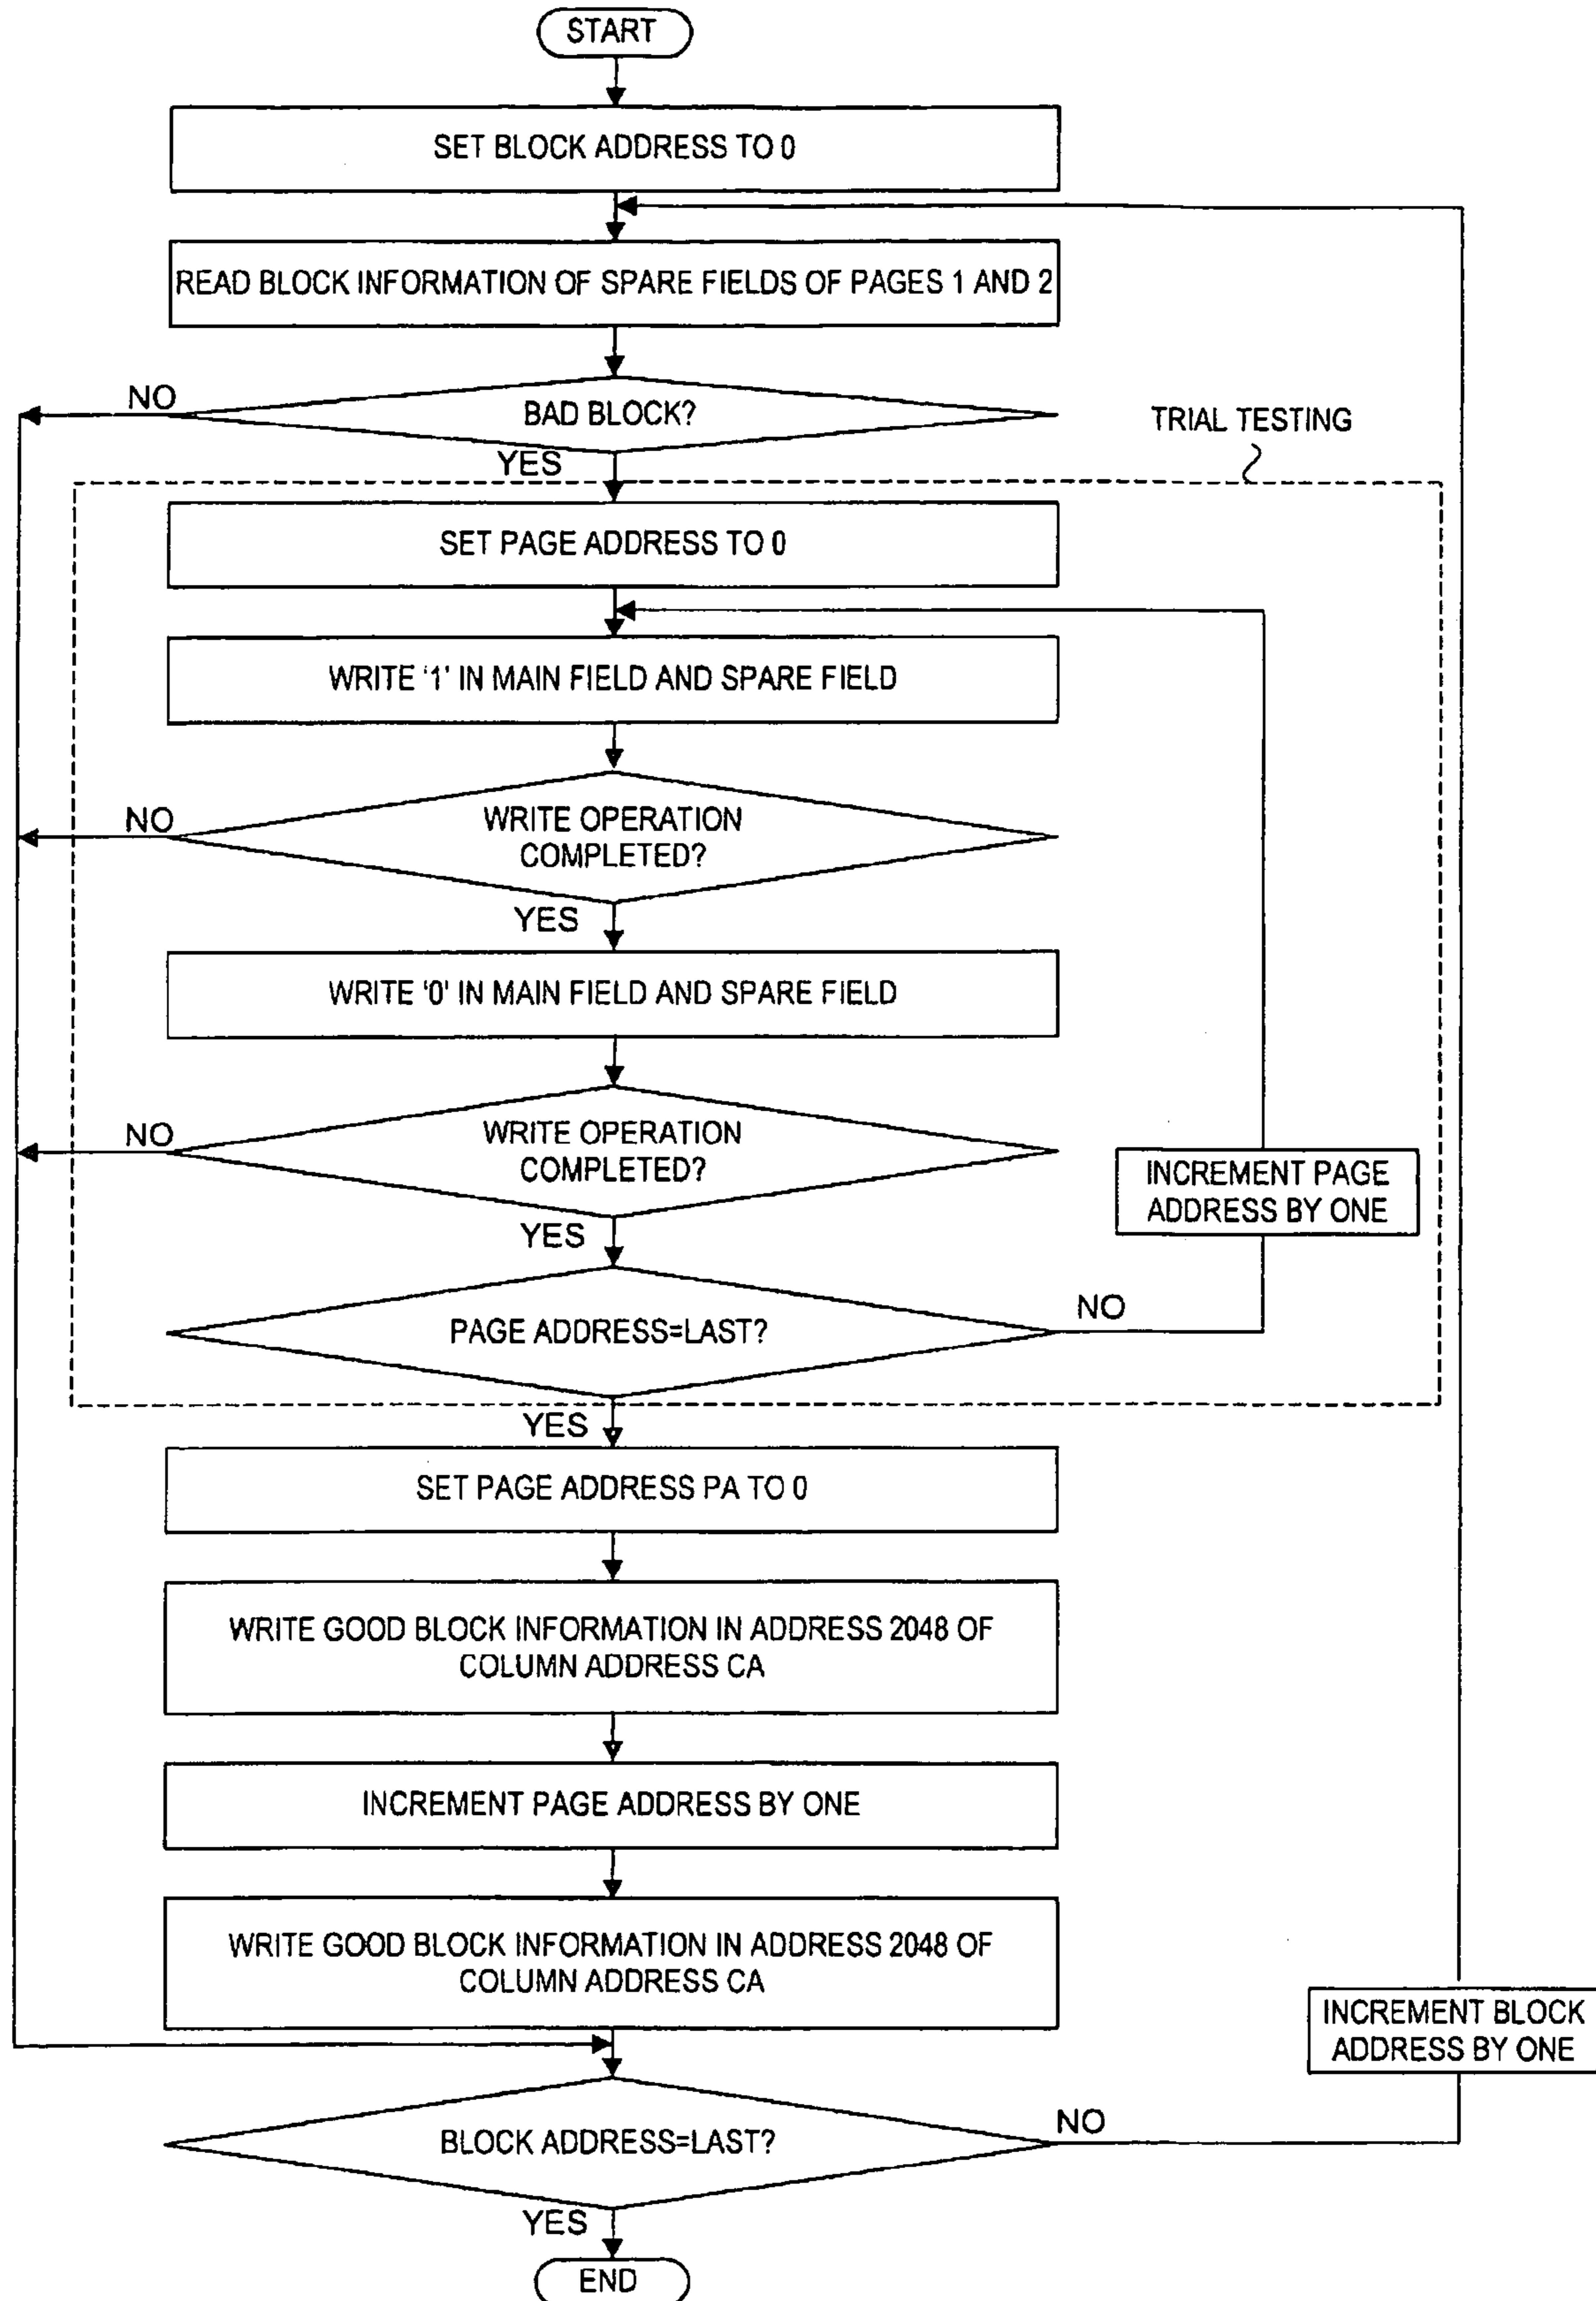 START
SET BLOCK ADDRESS TO 0
READ BLOCK INFORMATION OF SPARE FIELDS OF PAGES 1 AND 2
NO
BAD BLOCK?
TRIAL TESTING
YES
SET PAGE ADDRESS TO 0
WRITE '1' IN MAIN FIELD AND SPARE FIELD
NO
WRITE OPERATION
COMPLETED?
YES
WRITE '0' IN MAIN FIELD AND SPARE FIELD
NO
WRITE OPERATION
COMPLETED?
INCREMENT PAGE
ADDRESS BY ONE
YES
NO
PAGE ADDRESS=LAST?
YES
SET PAGE ADDRESS PA TO 0
WRITE GOOD BLOCK INFORMATION IN ADDRESS 2048 OF
COLUMN ADDRESS CA
INCREMENT PAGE ADDRESS BY ONE
WRITE GOOD BLOCK INFORMATION IN ADDRESS 2048 OF
COLUMN ADDRESS CA
INCREMENT BLOCK
ADDRESS BY ONE
NO
BLOCK ADDRESS=LAST?
YES
END